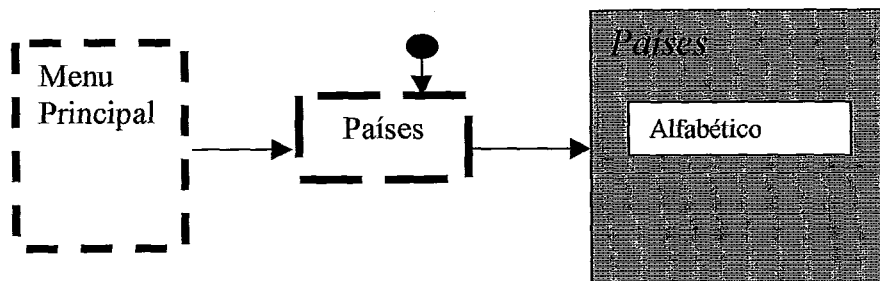 Menu
Principal
Países
Países
Alfabético